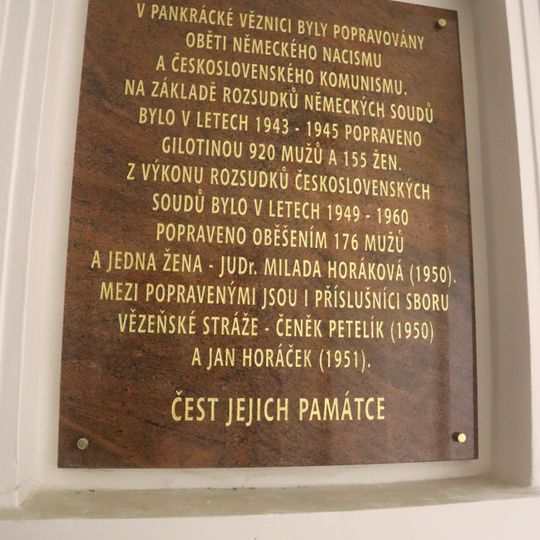 V PANKRÁCKÉ VĚZNICI BYLY POPRAVOVÁNY
OBĚTI NĚMECKÉHO NACISMU
A ČESKOSLOVENSKÉHO KOMUNISMU.
NA ZÁKLADĚ ROZSUDKŮ NĚMECKÝCH SOUDŮ
BYLO V LETECH 1943 - 1945 POPRAVENO
GILOTINOU 920 MUŽŮ A 155 ŽEN.
Z VÝKONU ROZSUDKŮ ČESKOSLOVENSKÝCH
SOUDŮ BYLO V LETECH 1949 - 1960
POPRAVENO OBĚŠENÍM 176 MUŽŮ
A JEDNA ŽENA - JUDr. MILADA HORÁKOVÁ (1950).
MEZI POPRAVENÝMI JSOU I PŘÍSLUŠNÍCI SBORU
VĚZEŇSKÉ STRÁŽE - ČENĚK PETELÍK (1950)
A JAN HORÁČEK (1951).
ČEST JEJICH PAMÁTCE